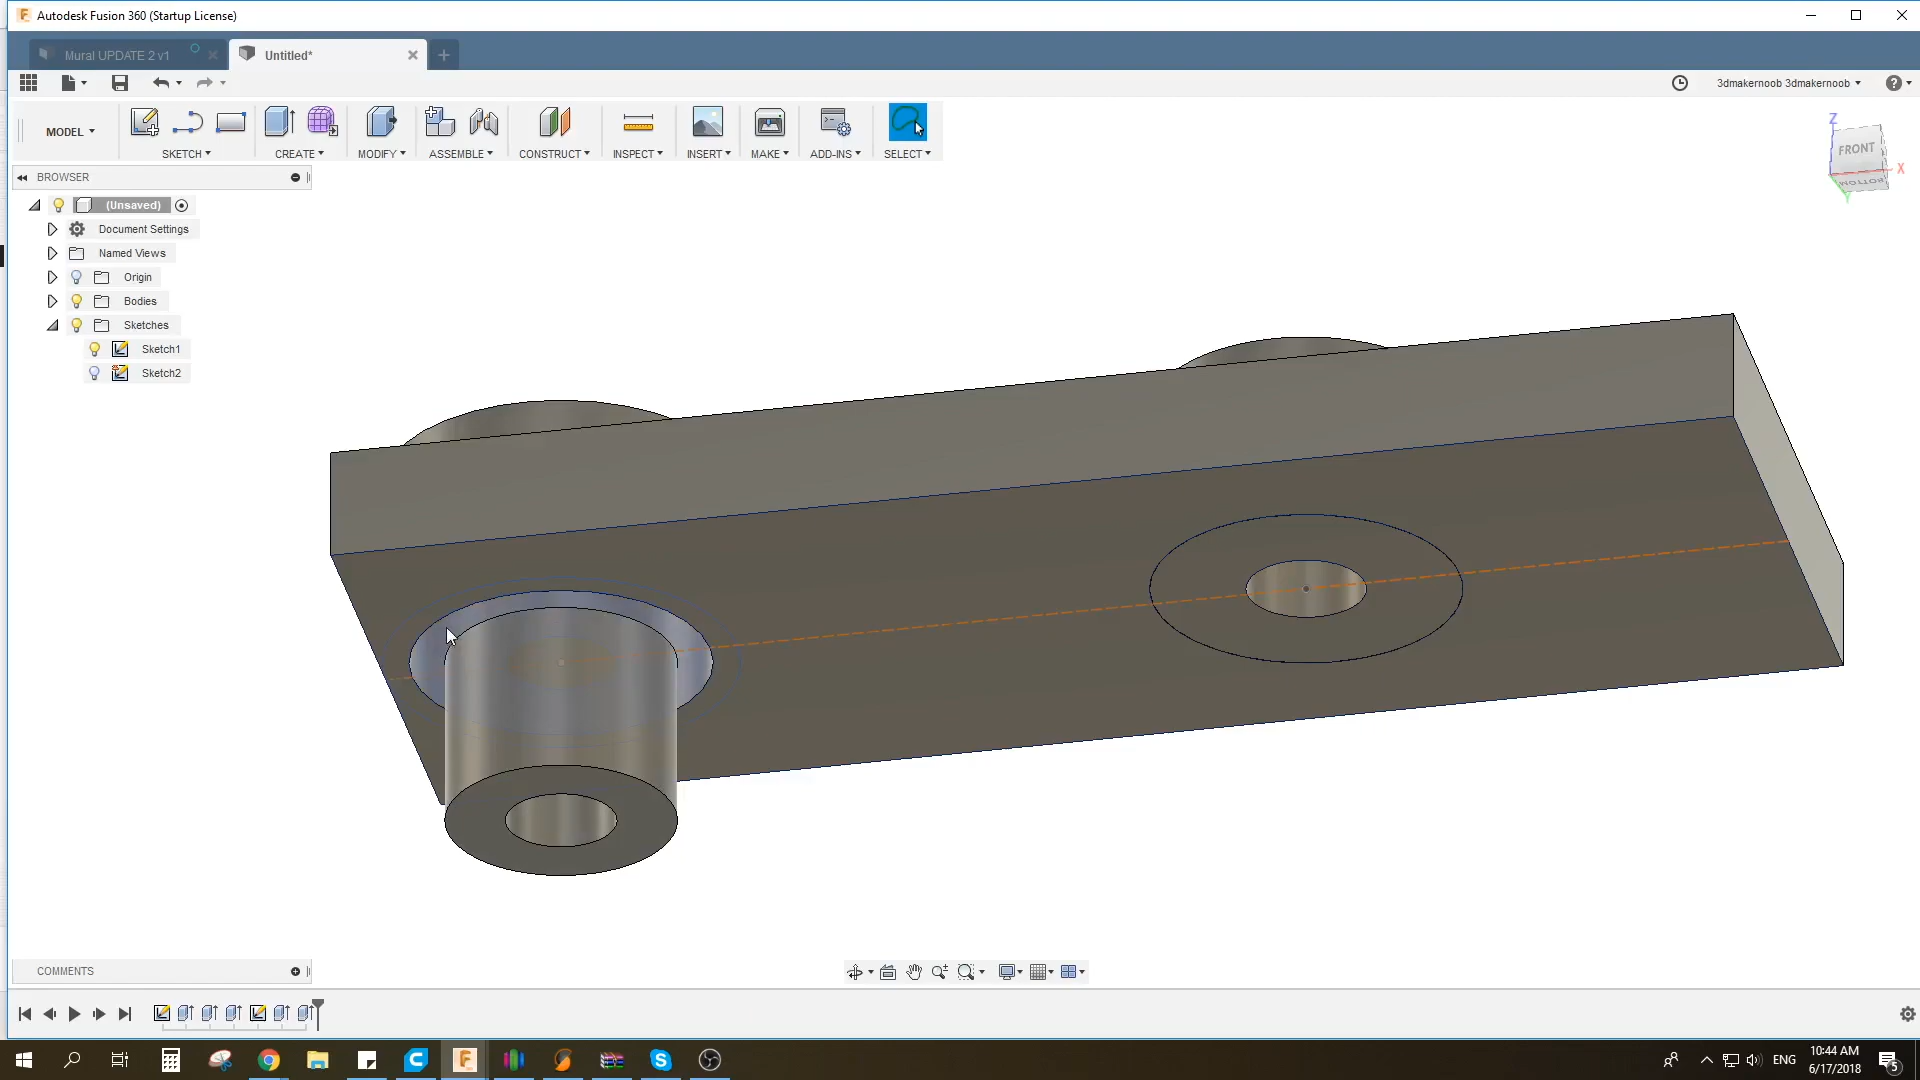 Autodesk Fusion 360 (Startup License)
Mural UPDATE 2 v1
Untitled*
3dmakernoob 3dmakernoob
MODEL
SKETCH
CREATE
MODIFY
ASSEMBLE
CONSTRUCT
INSPECT
INSERT
MAKE
ADD-INS
SELECT
Z
FRONT
X
BOTTOM
Y
BROWSER
(Unsaved)
Document Settings
Named Views
Origin
Bodies
Sketches
Sketch1
Sketch2
COMMENTS
ENG
10:44 AM
6/17/2018
5